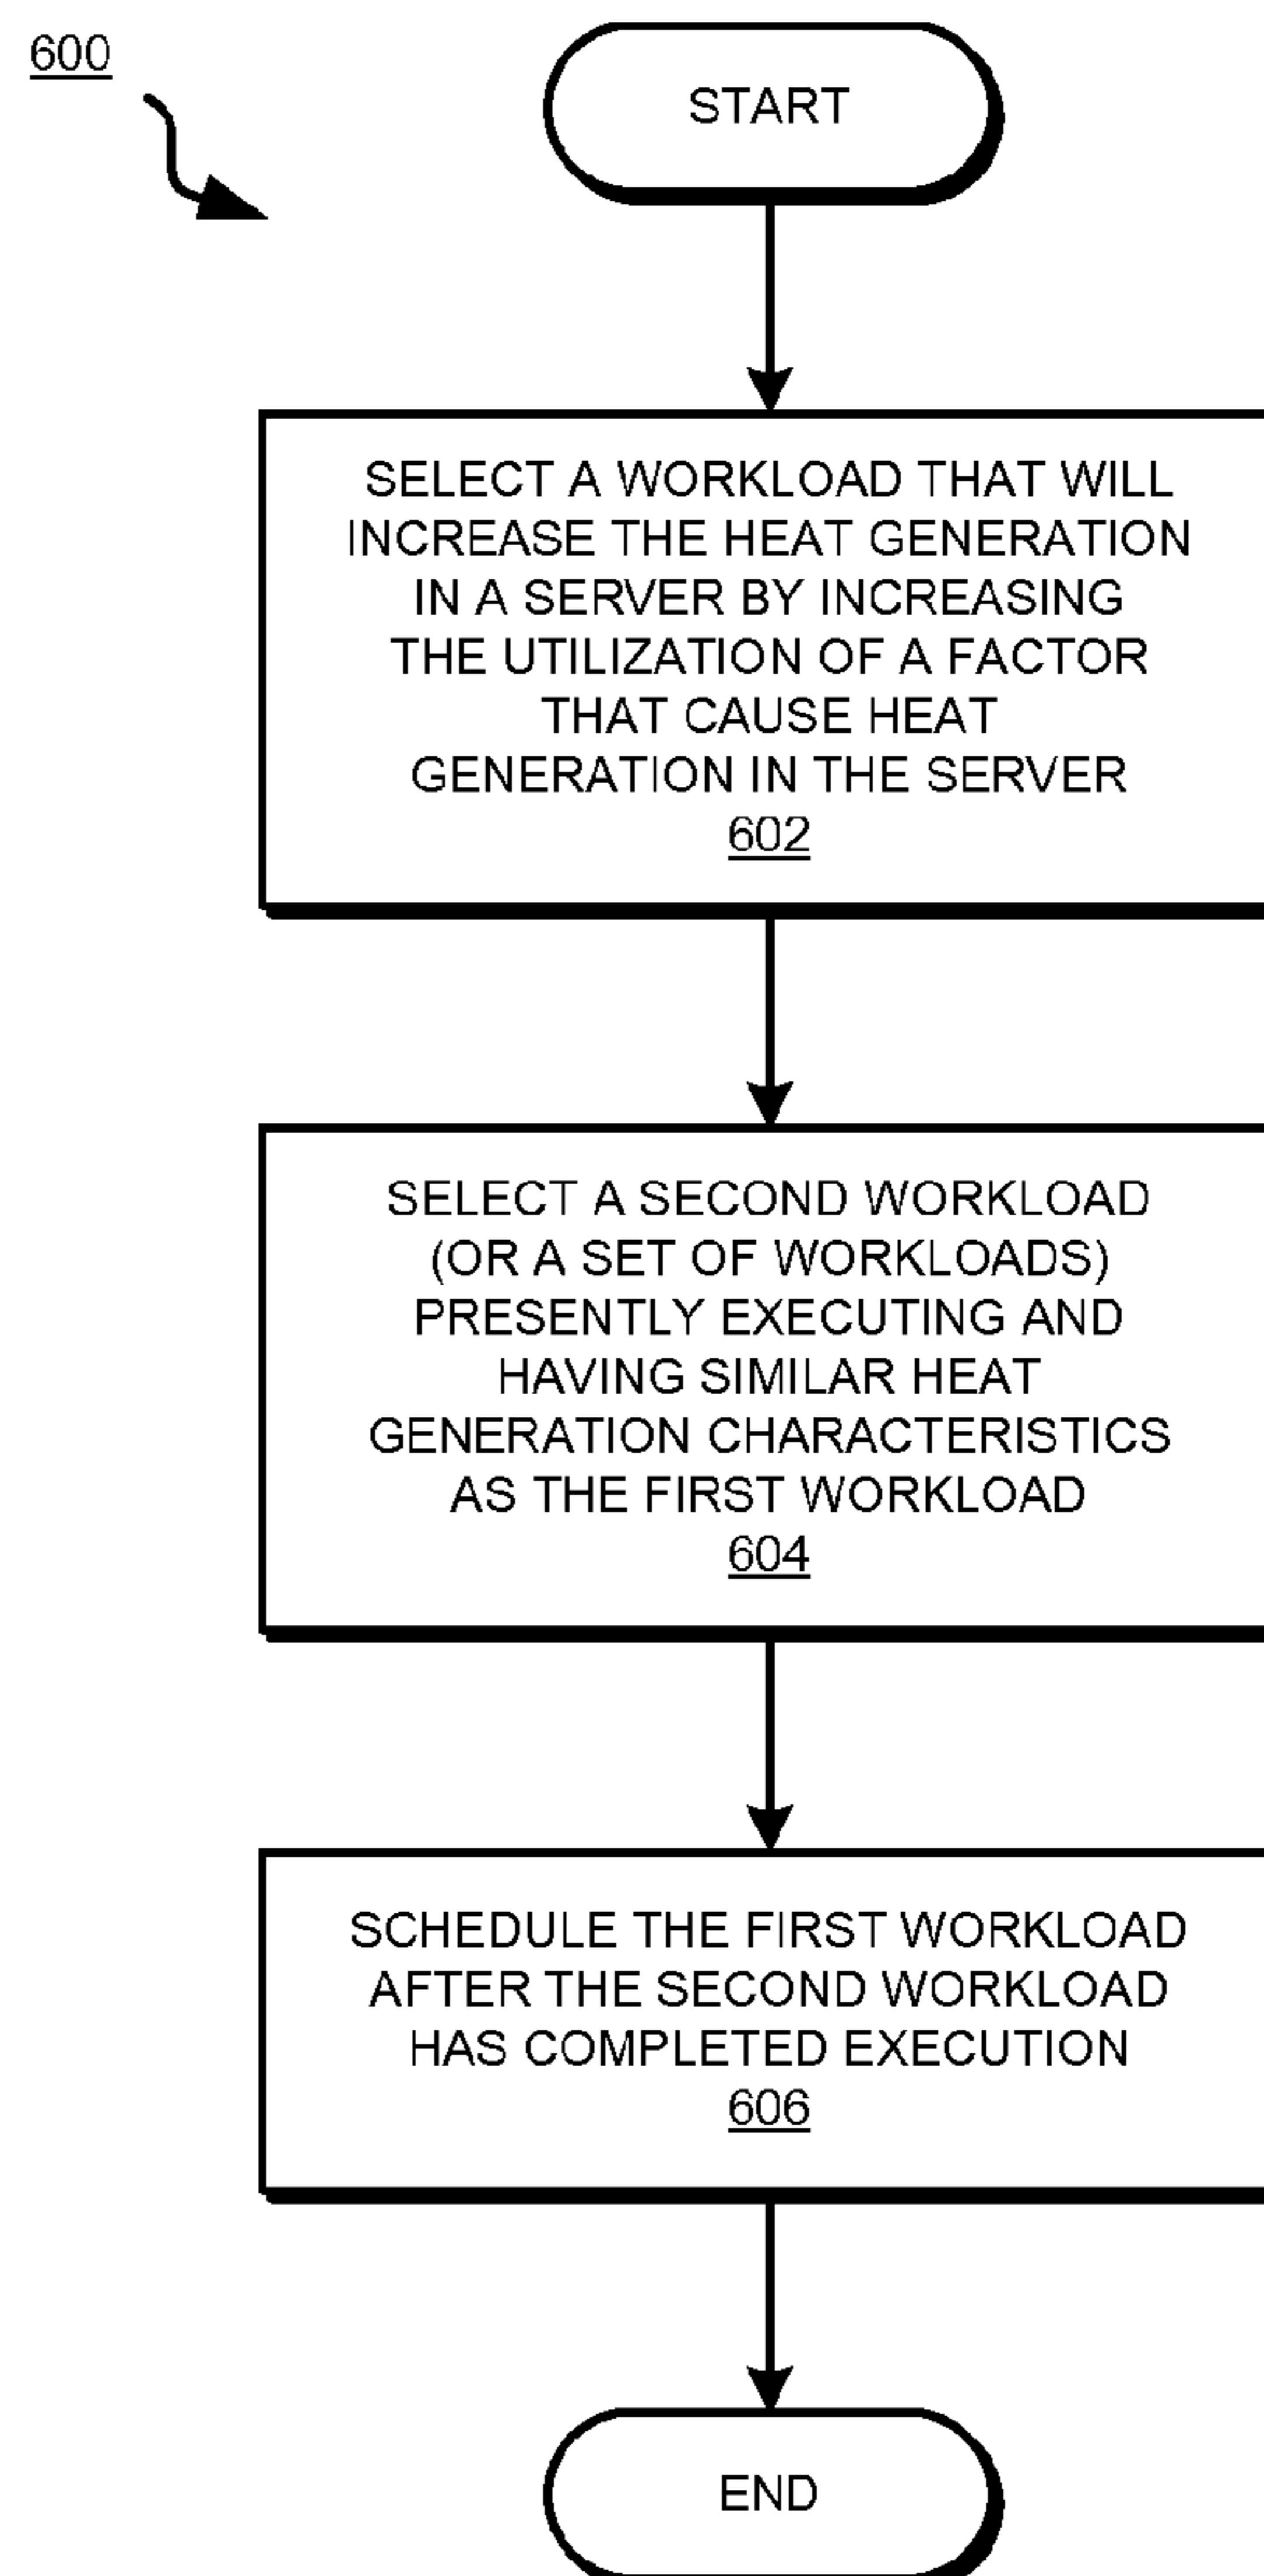 600
START
SELECT A WORKLOAD THAT WILL
INCREASE THE HEAT GENERATION
IN A SERVER BY INCREASING
THE UTILIZATION OF A FACTOR
THAT CAUSE HEAT
GENERATION IN THE SERVER
602
SELECT A SECOND WORKLOAD
(OR A SET OF WORKLOADS)
PRESENTLY EXECUTING AND
HAVING SIMILAR HEAT
GENERATION CHARACTERISTICS
AS THE FIRST WORKLOAD
604
SCHEDULE THE FIRST WORKLOAD
AFTER THE SECOND WORKLOAD
HAS COMPLETED EXECUTION
606
END